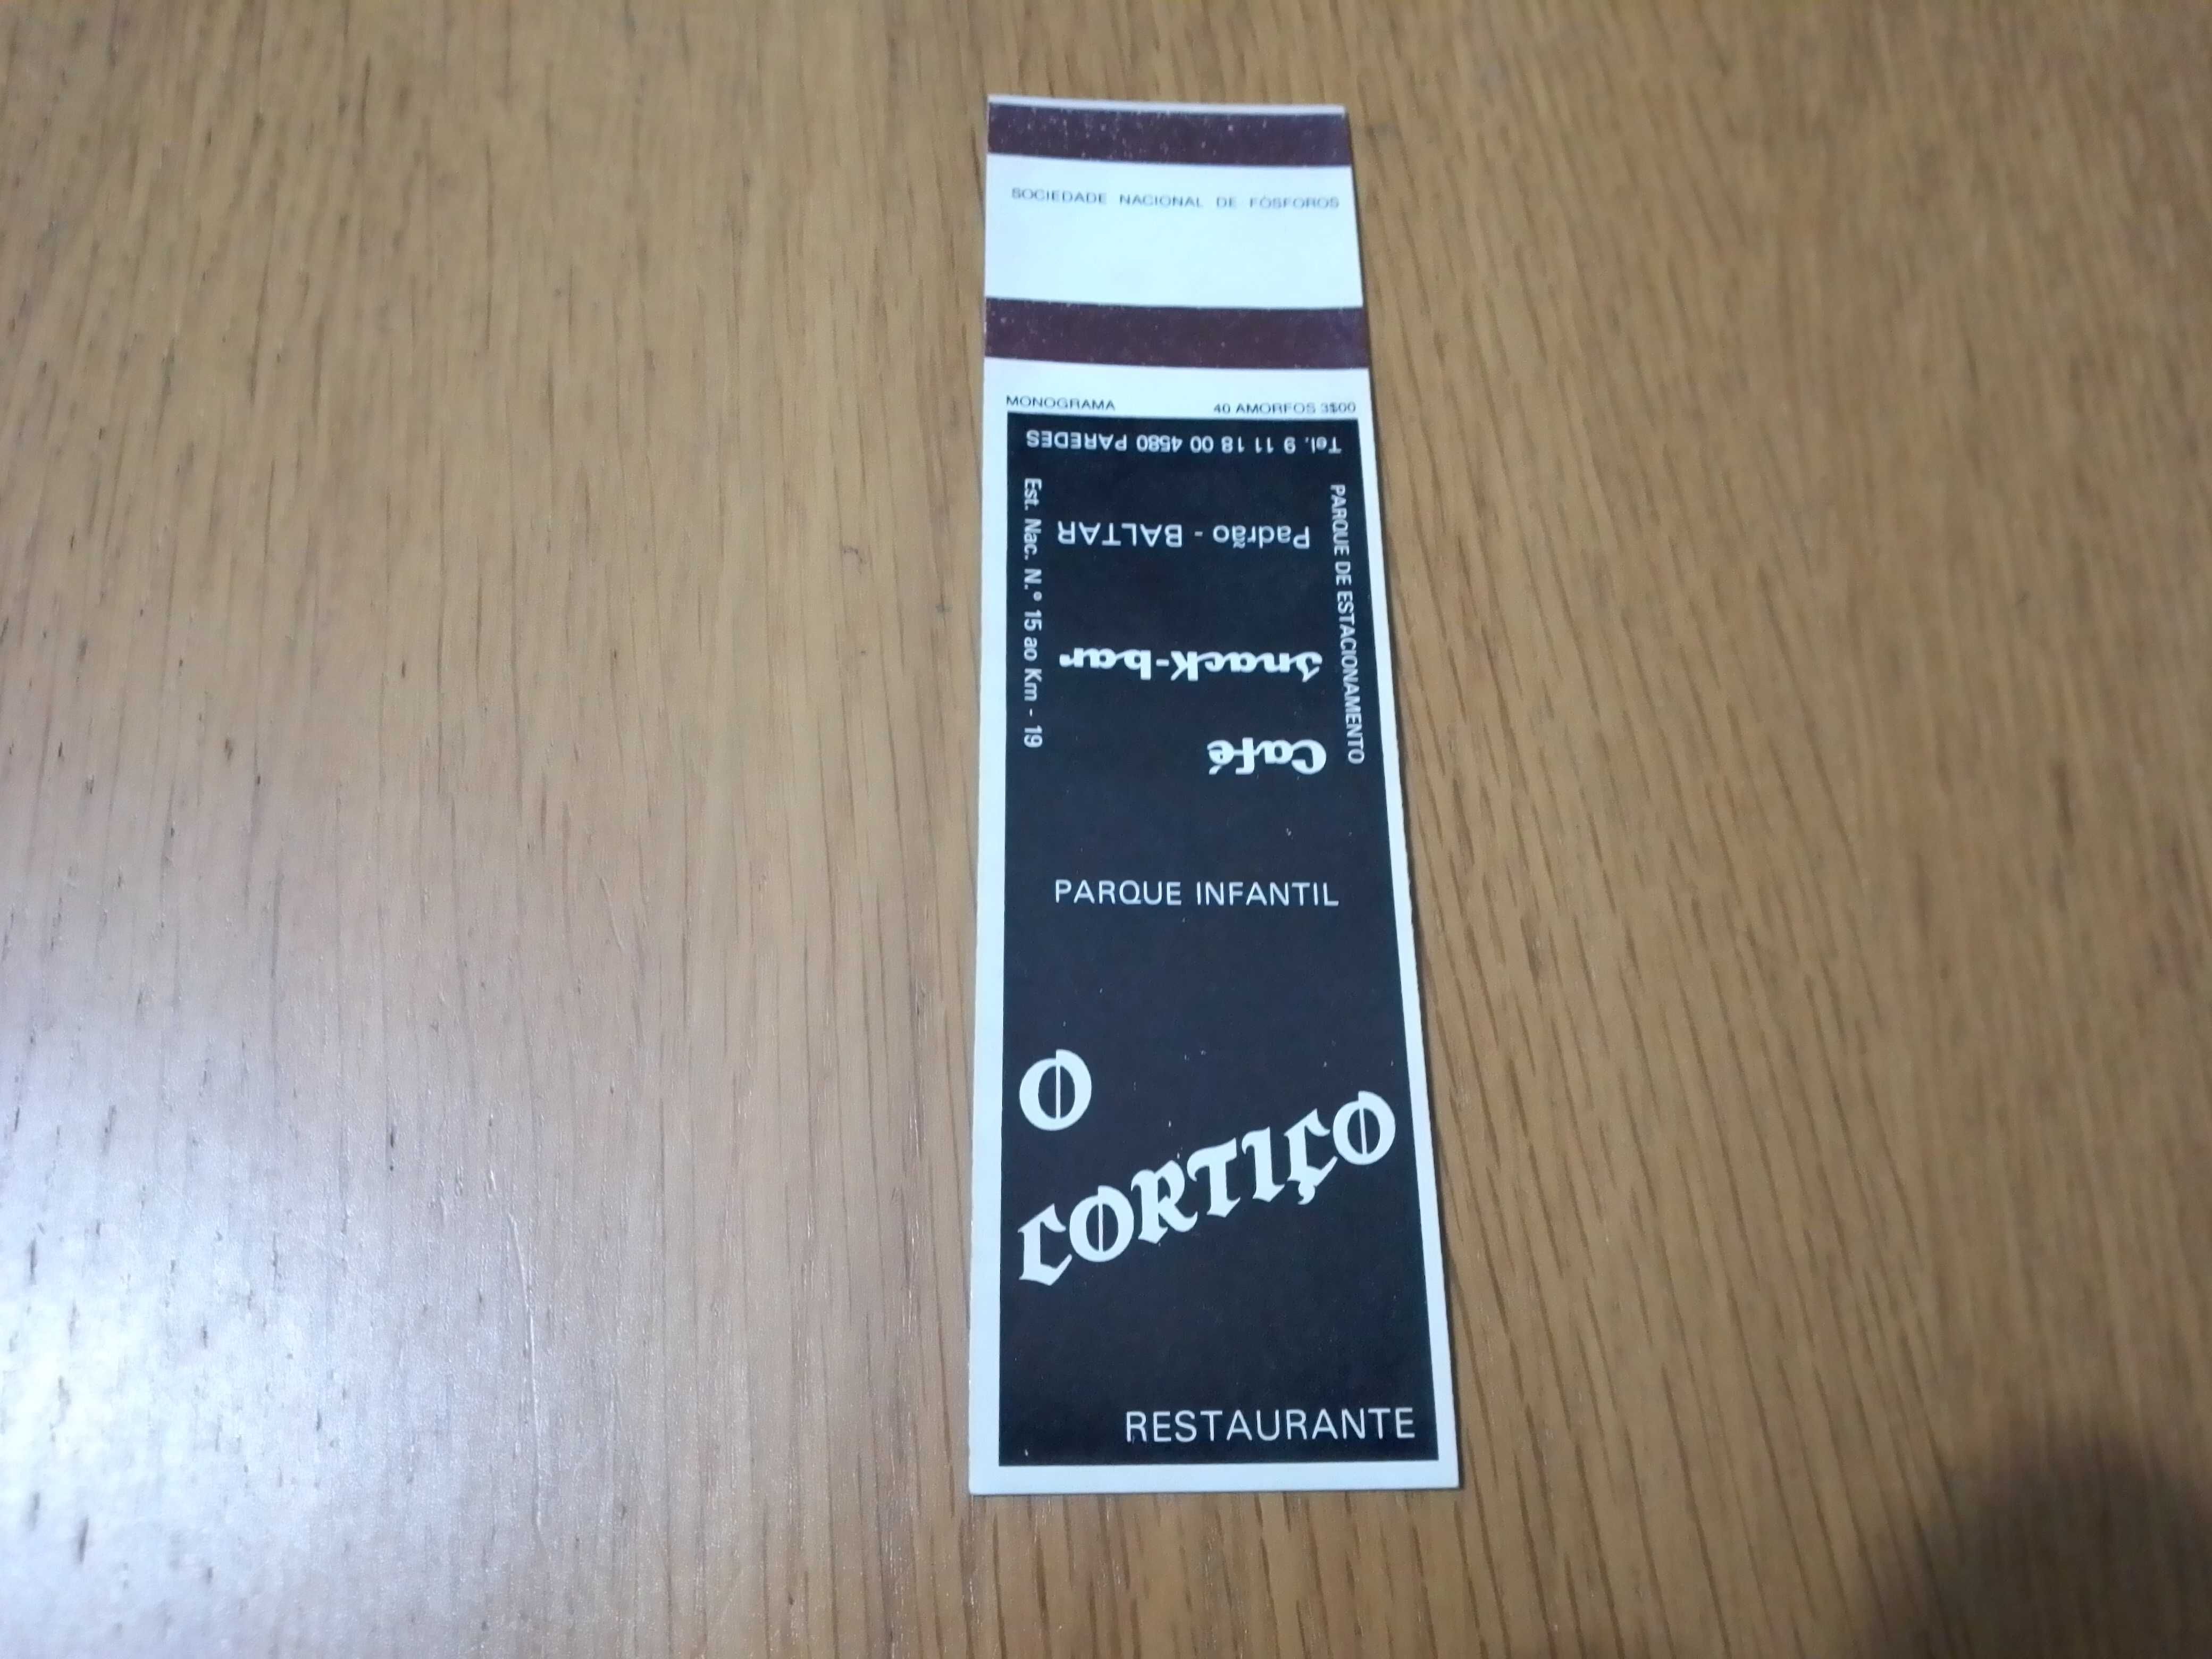 SOCIEDADE NACIONAL DE FÓSFOROS
MONOGRAMA 40 AMORFOS 3$00
Tel. 9 11 18 00 4580 PAREDES
Est. Nac. N.º 15 ao Km - 19
PARQUE DE ESTACIONAMENTO
Padrão - BALTAR
Snack-bar
Café
PARQUE INFANTIL
O
CORTIÇO
RESTAURANTE